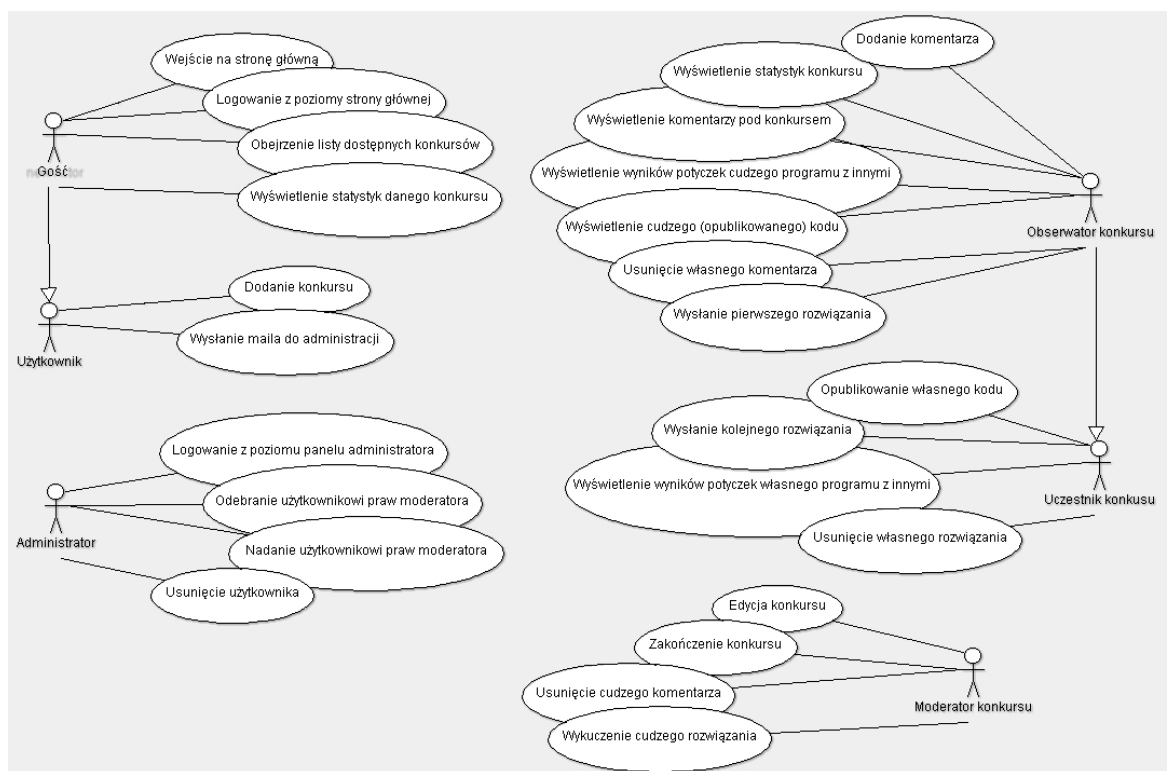 Wejście na stronę główną
Logowanie z poziomy strony głównej
Obejrzenie listy dostępnych konkursów
Gość
Wyświetlenie statystyk danego konkursu
Dodanie konkursu
Wysłanie maila do administracji
Użytkownik
Logowanie z poziomu panelu administratora
Odebranie użytkownikowi praw moderatora
Administrator
Nadanie użytkownikowi praw moderatora
Usunięcie użytkownika
Dodanie komentarza
Wyświetlenie statystyk konkursu
Wyświetlenie komentarzy pod konkursem
Wyświetlenie wyników potyczek cudzego programu z innymi
Wyświetlenie cudzego (opublikowanego) kodu
Obserwator konkursu
Usunięcie własnego komentarza
Wysłanie pierwszego rozwiązania
Opublikowanie własnego kodu
Wysłanie kolejnego rozwiązania
Wyświetlenie wyników potyczek własnego programu z innymi
Uczestnik konkusu
Usunięcie własnego rozwiązania
Edycja konkursu
Zakończenie konkursu
Usunięcie cudzego komentarza
Moderator konkursu
Wykuczenie cudzego rozwiązania